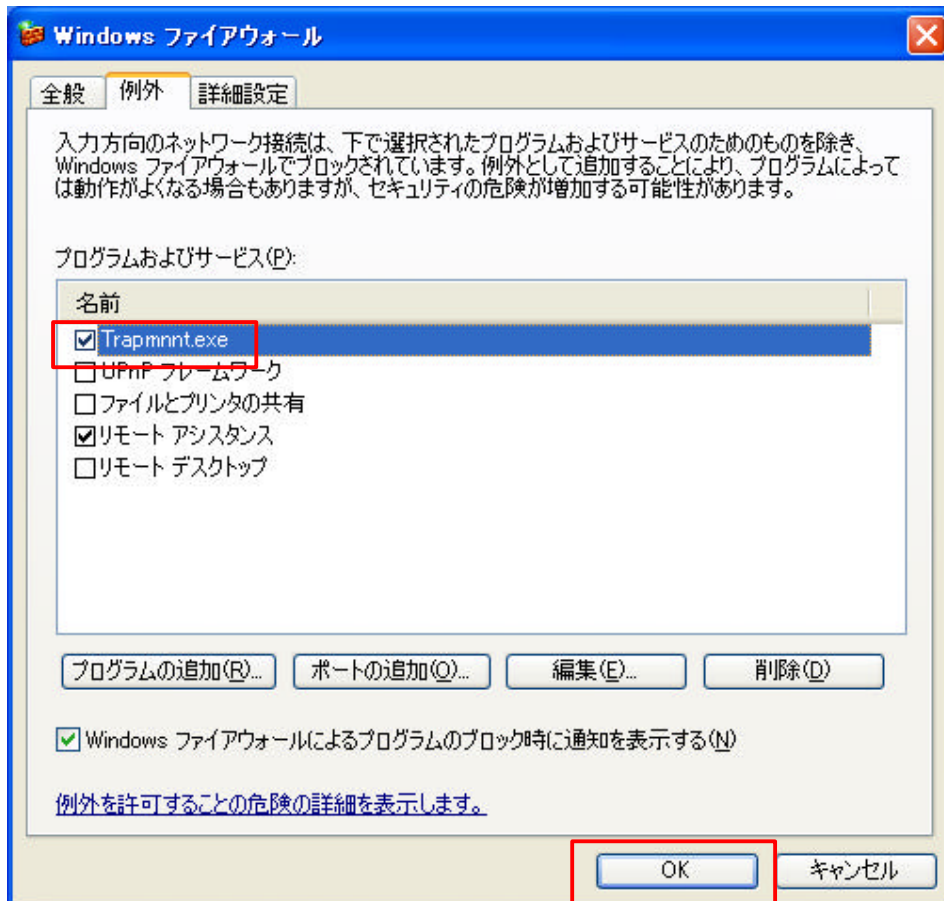 Windows ファイアウォール
全般 例外 詳細設定
入力方向のネットワーク接続は、下で選択されたプログラムおよびサービスのためのものを除き、
Windows ファイアウォールでブロックされています。例外として追加することにより、プログラムによって
は動作がよくなる場合もありますが、セキュリティの危険が増加する可能性があります。
プログラムおよびサービス(P):
名前
Trapmnnt.exe
UPnP フレームワーク
ファイルとプリンタの共有
リモート アシスタンス
リモート デスクトップ
プログラムの追加(R)... ポートの追加(O)... 編集(E)... 削除(D)
Windows ファイアウォールによるプログラムのブロック時に通知を表示する(N)
例外を許可することの危険の詳細を表示します。
OK キャンセル